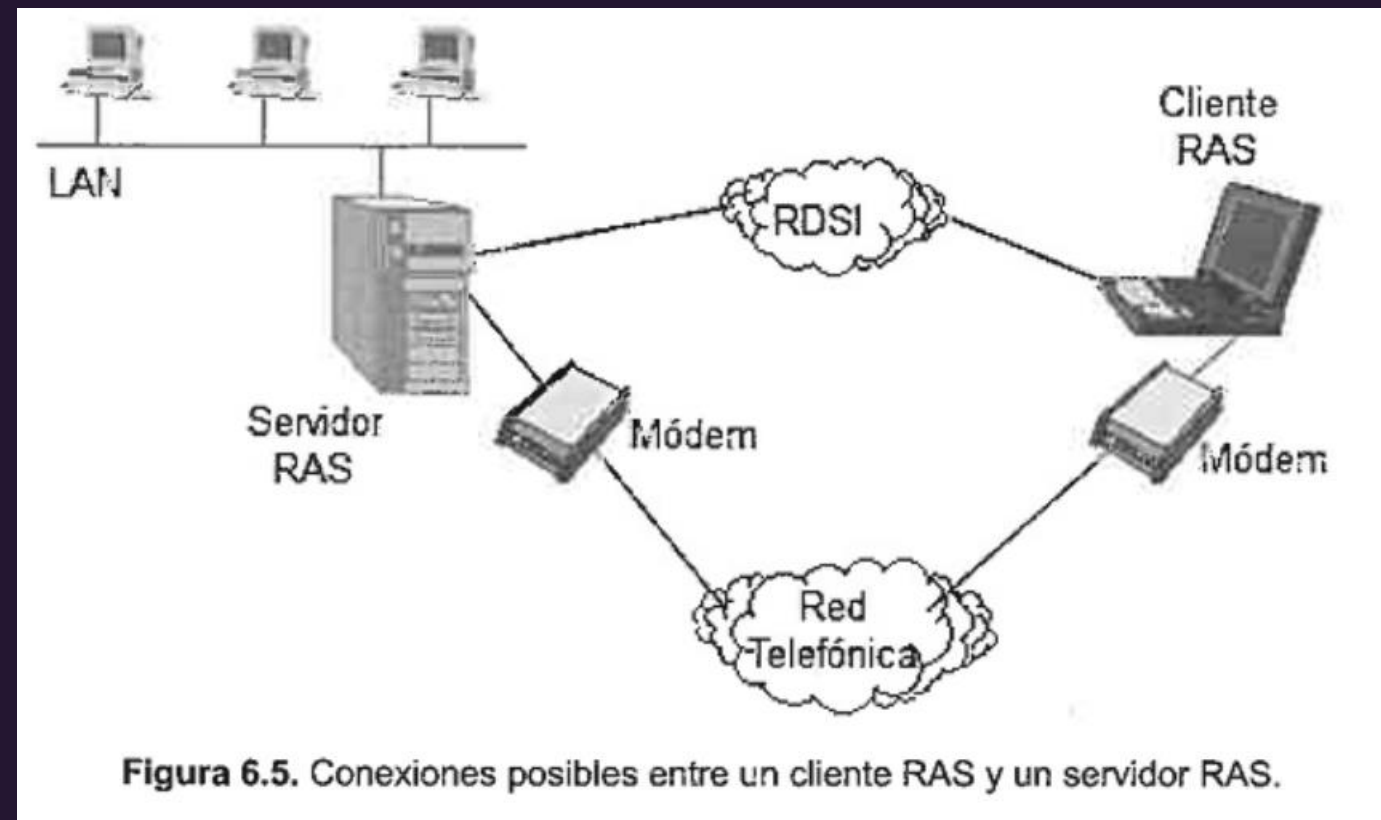 LAN
Servidor
RAS
RDSI
Cliente
RAS
Módem
Módem
Red
Telefónica
Figura 6.5. Conexiones posibles entre un cliente RAS y un servidor RAS.